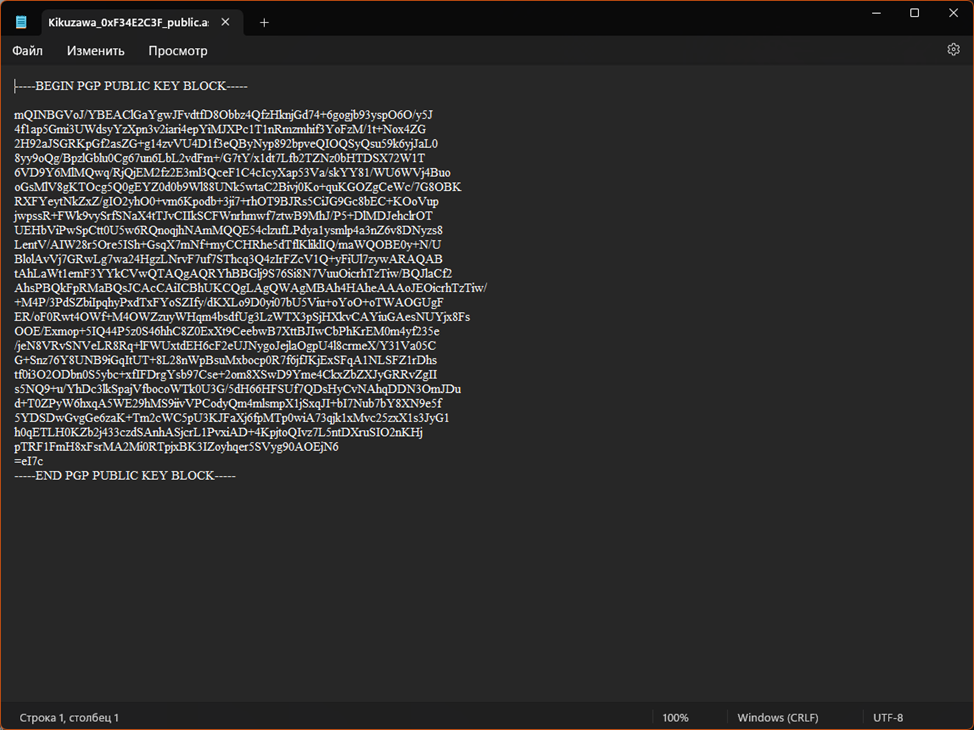 Kikuzawa_0xF34E2C3F_public.a
Файл Изменить Просмотр
-----BEGIN PGP PUBLIC KEY BLOCK-----
mQINBGVoJ/YBEAClGaYgwJFvdtfD8Obbz4QfzHknjGd74+6gogjb93yspO6O/y5J
4f1ap5Gmi3UWdsyYzXpn3v2iari4epYiMJXPc1T1nRmzmhif3YoFzM/1t+Nox4ZG
2H92aJSGRKpGf2asZG+g14zvVU4D1f3eQByNyp892bpveQIOQSyQsu59k6yjJaL0
8yy9oQg/BpzlGblu0Cg67un6LbL2vdFm+/G7tY/x1dt7Lfb2TZNz0bHTDSX72W1T
6VD9Y6MlMQwq/RjQjEM2fz2E3ml3QceF1C4cIcyXap53Va/skYY81/WU6WVj4Buo
oGsMlV8gKTOcg5Q0gEYZ0d0b9Wl88UNk5wtaC2Bivj0Ko+quKGOZgCeWc/7G8OBK
RXFYeytNkZxZ/gIO2yhO0+vm6Kpodb+3ji7+rhOT9BJRs5CiJG9Gc8bEC+KOoVup
jwpssR+FWk9vySrfSNaX4tTJvCIIkSCFWnrhmwf7ztwB9MhJ/P5+DlMDJehclrOT
UEHbViPwSpCtt0U5w6RQnoqjhNAmMQQE54clzufLPdya1ysmlp4a3nZ6v8DNyzs8
LentV/AIW28r5Ore5ISh+GsqX7mNf+myCCHRhe5dTflKliklIQ/maWQOBE0y+N/U
BlolAvVj7GRwLg7wa24HgzLNrvF7uf7SThcq3Q4zIrFZcV1Q+yFiUl7zywARAQAB
tAhLaWt1emF3YYkCVwQTAQgAQRYhBBGlj9S76Si8N7VuuOicrhTzTiw/BQJlaCf2
AhsPBQkFpRMaBQsJCAcCAiICBhUKCQgLAgQWAgMBAh4HAheAAAoJEOicrhTzTiw/
+M4P/3PdSZbiIpqhyPxdTxFYoSZIfy/dKXLo9D0yi07bU5Viu+oYoO+oTWAOGUgF
ER/oF0Rwt4OWf+M4OWZzuyWHqm4bsdfUg3LzWTX3pSjHXkvCAYiuGAesNUYjx8Fs
OOE/Exmop+5IQ44P5z0S46hhC8Z0ExXt9CeebwB7XttBJIwCbPhKrEM0m4yf235e
/jeN8VRvSNVeLR8Rq+lFWUxtdEH6cF2eUJNygoJejlaOgpU4l8crmeX/Y31Va05C
G+Snz76Y8UNB9iGqItUT+8L28nWpBsuMxbocp0R7f6jfJKjExSFqA1NLSFZ1rDhs
tf0i3O2ODbn0S5ybc+xfIFDrgYsb97Cse+2om8XSwD9Yme4CkxZbZXJyGRRvZgII
s5NQ9+u/YhDc3lkSpajVfbocoWTk0U3G/5dH66HFSUf7QDsHyCvNAhqDDN3OmJDu
d+T0ZPyW6hxqA5WE29hMS9iivVPCodyQm4mlsmpX1jSxqJI+bI7Nub7bY8XN9e5f
5YDSDwGvgGe6zaK+Tm2cWC5pU3KJFaXj6fpMTp0wiA73qjk1xMvc25zxX1s3JyG1
h0qETLH0KZb2j433czdSAnhASjcrL1PvxiAD+4KpjtoQIvz7L5ntDXruSIO2nKHj
pTRF1FmH8xFsrMA2Mi0RTpjxBK3IZoyhqer5SVyg90AOEjN6
=eI7c
-----END PGP PUBLIC KEY BLOCK-----
Строка 1, столбец 1 100% Windows (CRLF) UTF-8